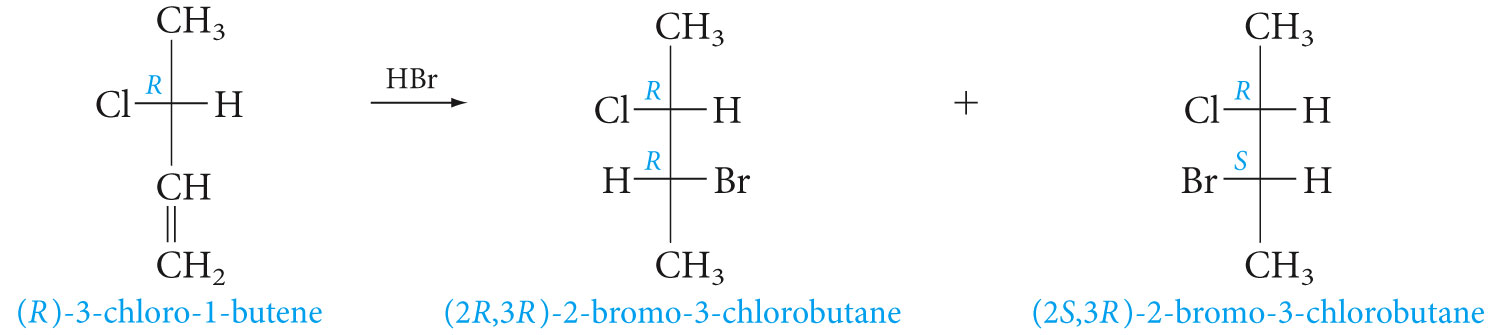 CH₃
R
Cl H
CH
CH₂
(R)-3-chloro-1-butene
HBr
CH₃
R
Cl H
R
H Br
CH₃
(2R,3R)-2-bromo-3-chlorobutane
+
CH₃
R
Cl H
S
Br H
CH₃
(2S,3R)-2-bromo-3-chlorobutane